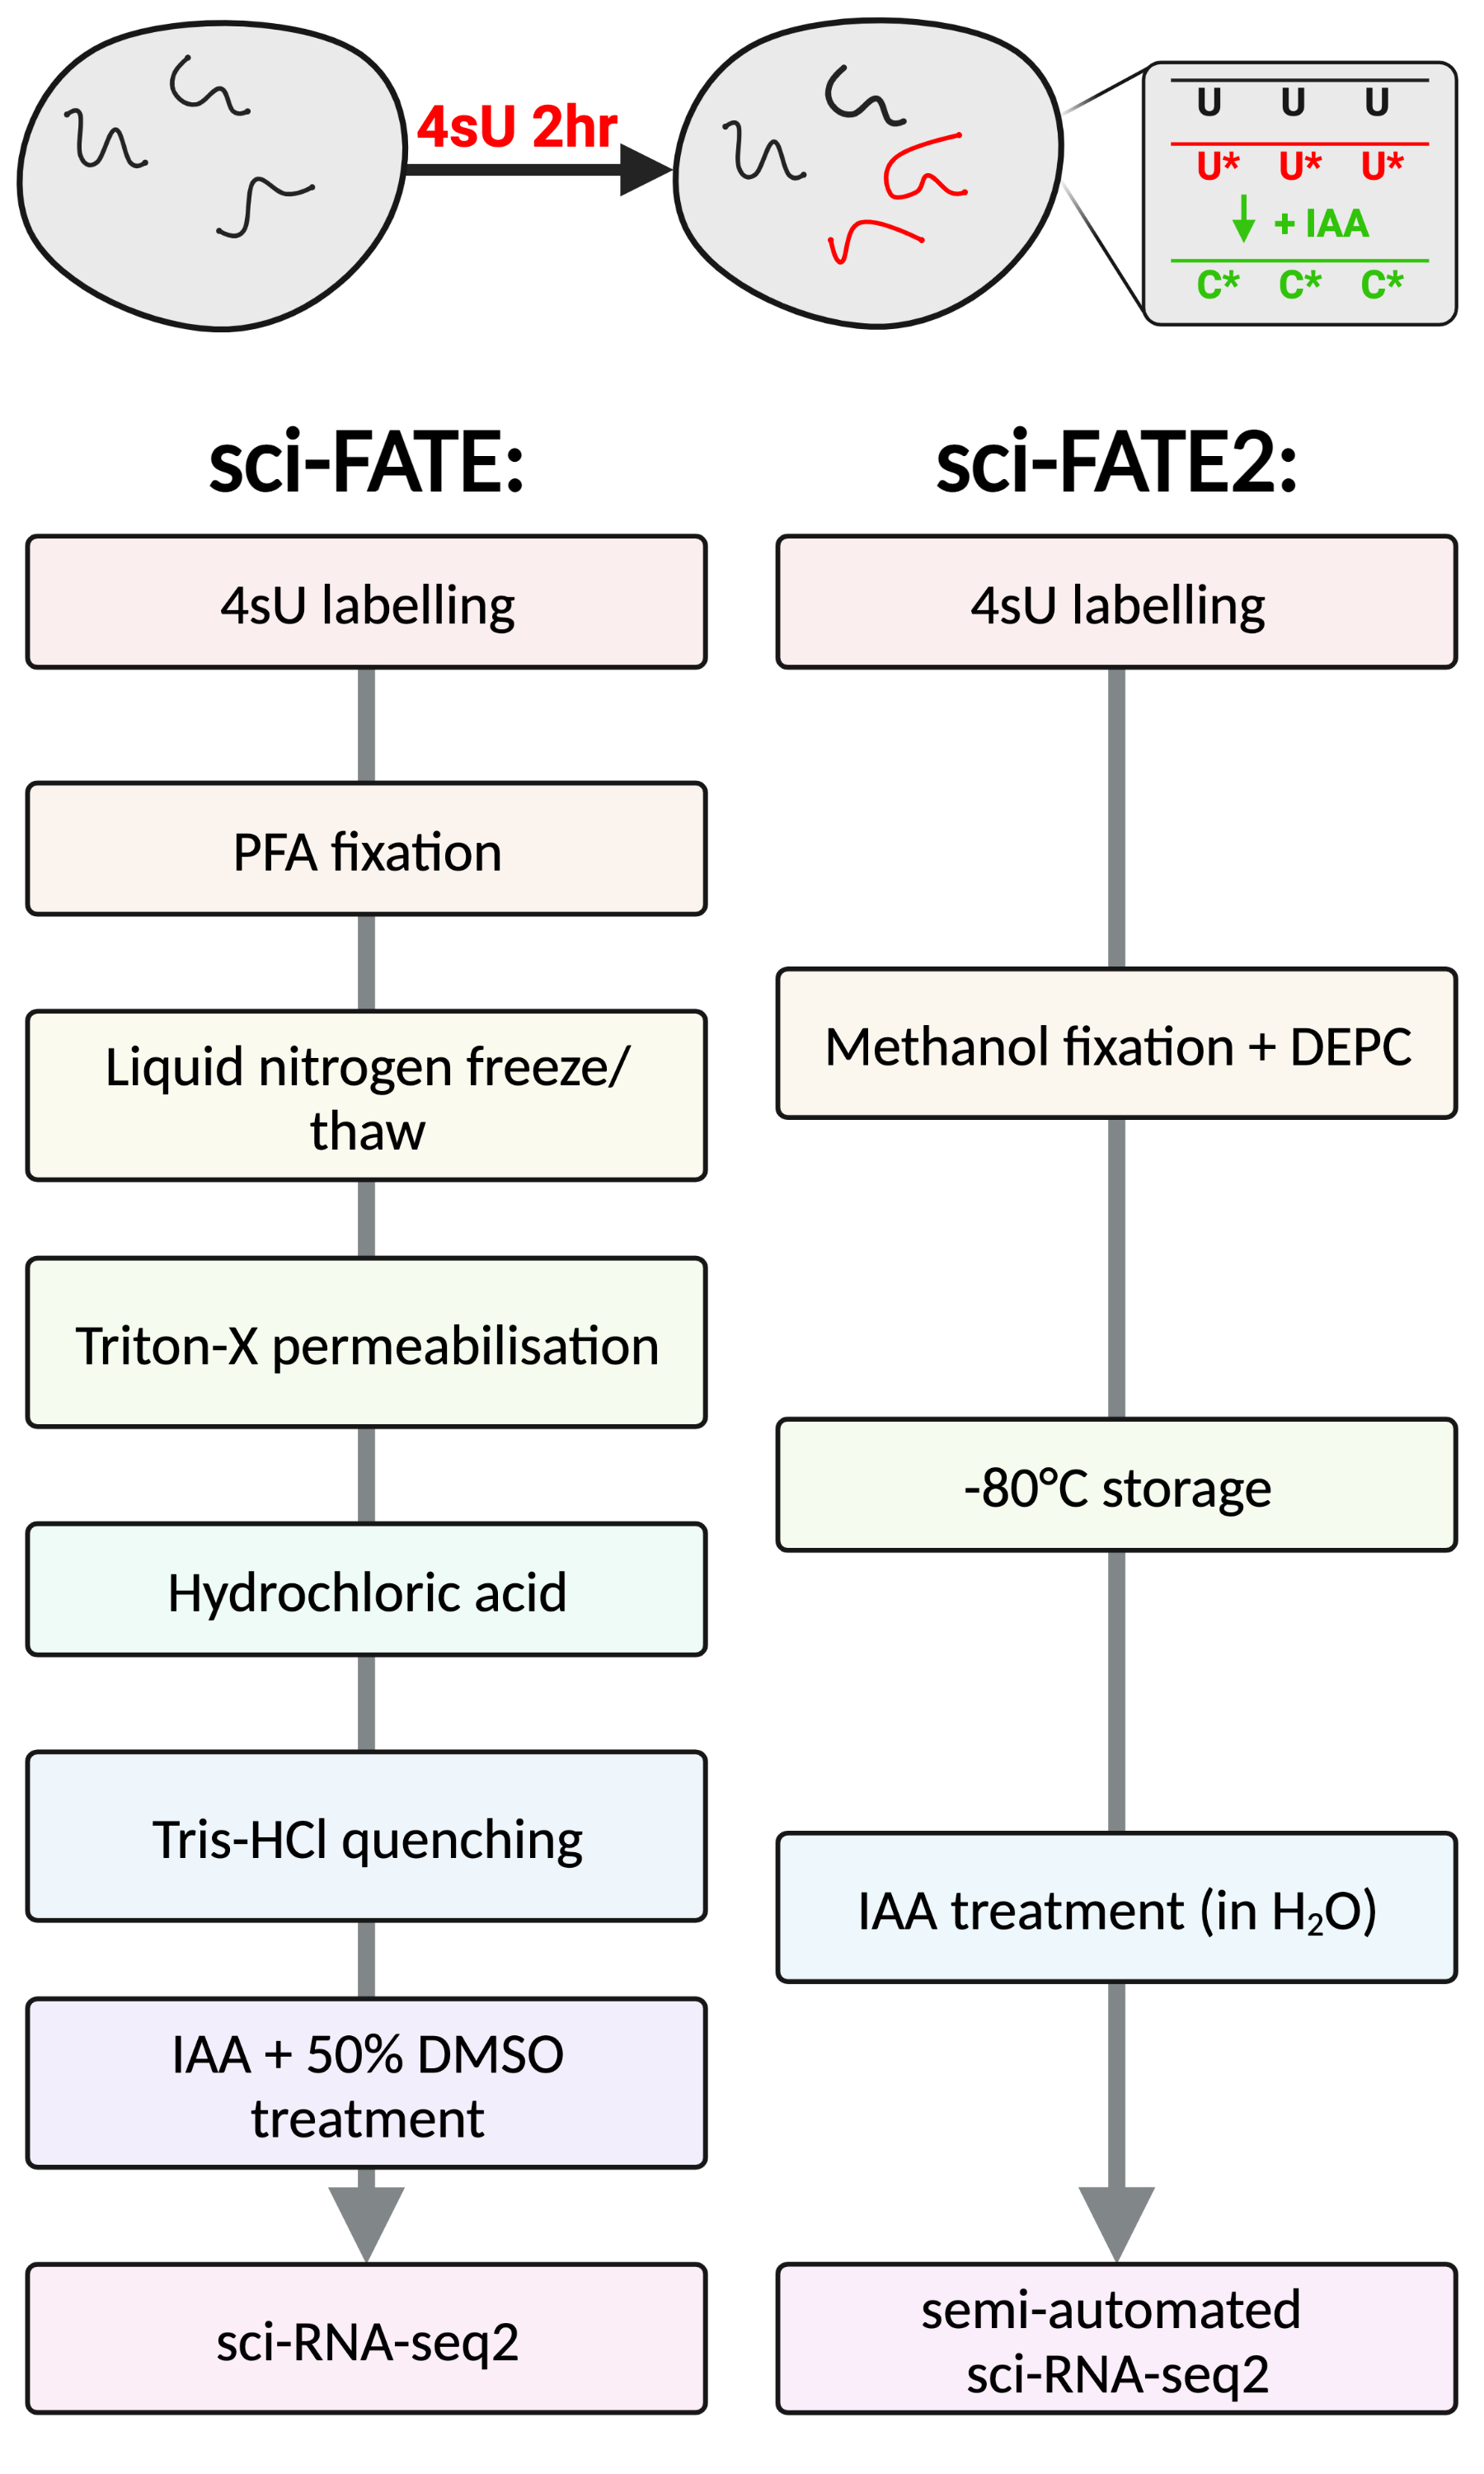 4sU 2hr
U U U
U* U* U*
+ IAA
C* C* C*
sci-FATE:
4sU labelling
PFA fixation
Liquid nitrogen freeze/
thaw
Triton-X permeabilisation
Hydrochloric acid
Tris-HCl quenching
IAA + 50% DMSO
treatment
sci-RNA-seq2
sci-FATE2:
4sU labelling
Methanol fixation + DEPC
-80°C storage
IAA treatment (in H₂O)
semi-automated
sci-RNA-seq2